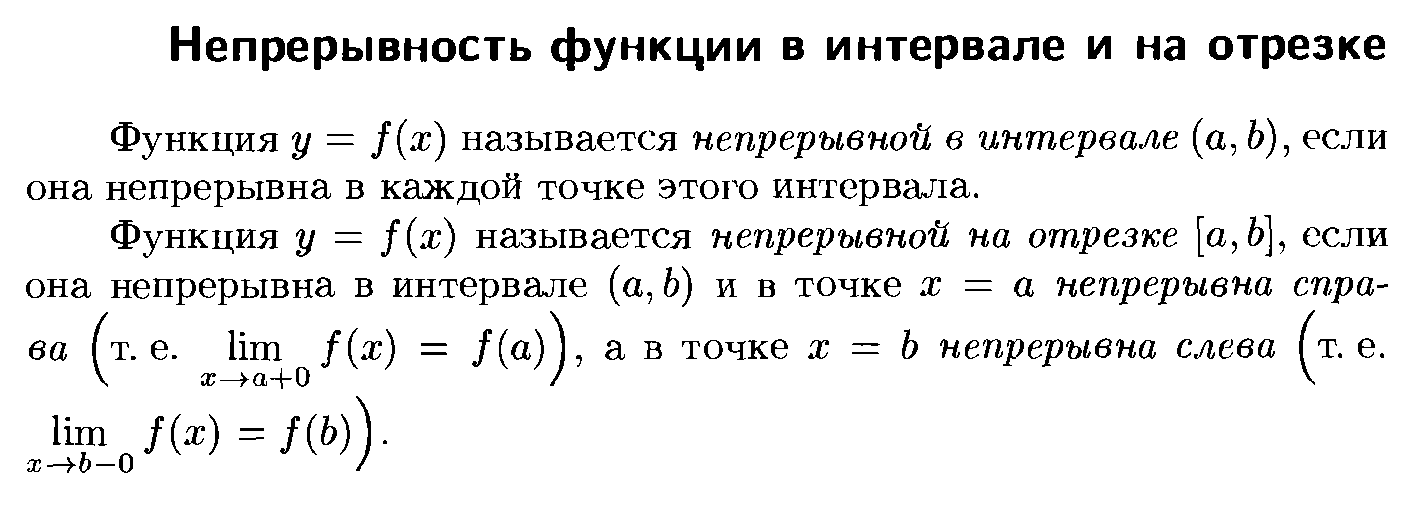 Непрерывность функции в интервале и на отрезке
Функция y = f(x) называется непрерывной в интервале (a, b), если
она непрерывна в каждой точке этого интервала.
Функция y = f(x) называется непрерывной на отрезке [a, b], если
она непрерывна в интервале (a, b) и в точке x = a непрерывна спра-
ва (т. е. lim x→a+0 f(x) = f(a)), а в точке x = b непрерывна слева (т. е.
lim x→b−0 f(x) = f(b)).